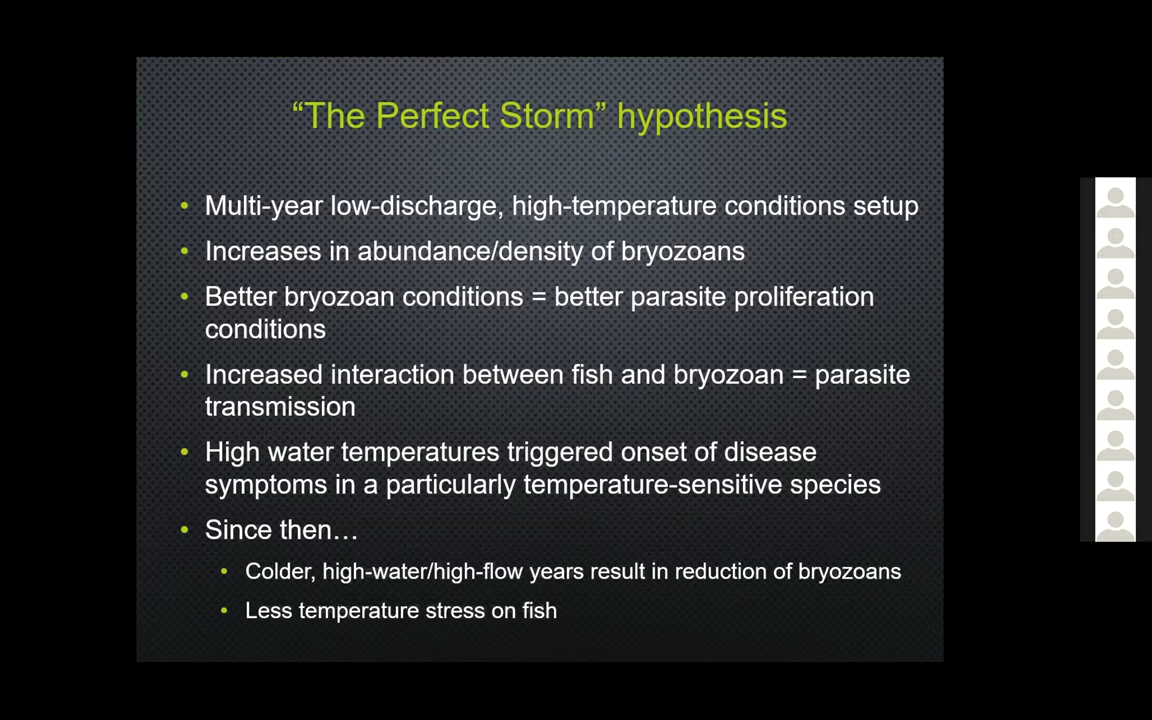 “The Perfect Storm” hypothesis
• Multi-year low-discharge, high-temperature conditions setup
• Increases in abundance/density of bryozoans
• Better bryozoan conditions = better parasite proliferation
conditions
• Increased interaction between fish and bryozoan = parasite
transmission
• High water temperatures triggered onset of disease
symptoms in a particularly temperature-sensitive species
• Since then…
• Colder, high-water/high-flow years result in reduction of bryozoans
• Less temperature stress on fish